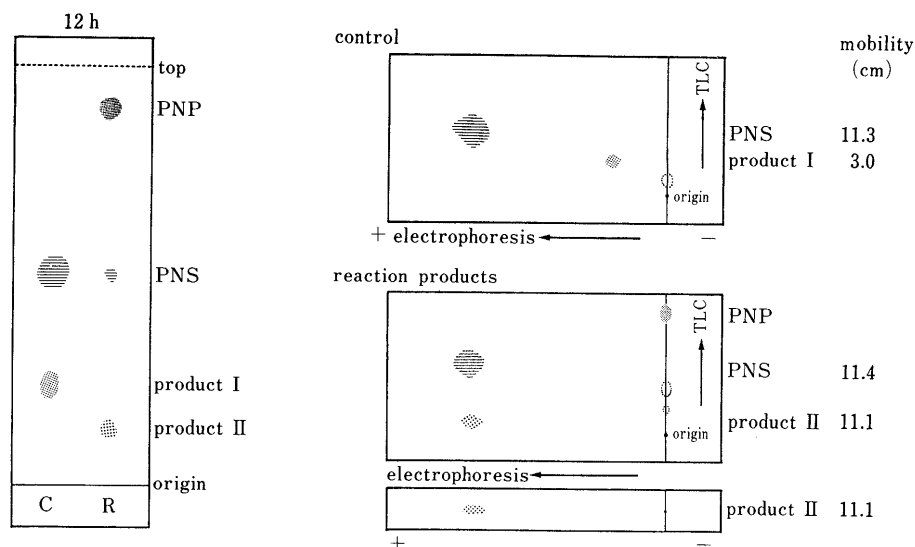 12 h
top
PNP
PNS
product I
product II
origin
C R
control
mobility
(cm)
TLC
PNS 11.3
product I 3.0
origin
+ electrophoresis −
reaction products
TLC
PNP
PNS 11.4
product II 11.1
origin
electrophoresis
product II 11.1
+ −